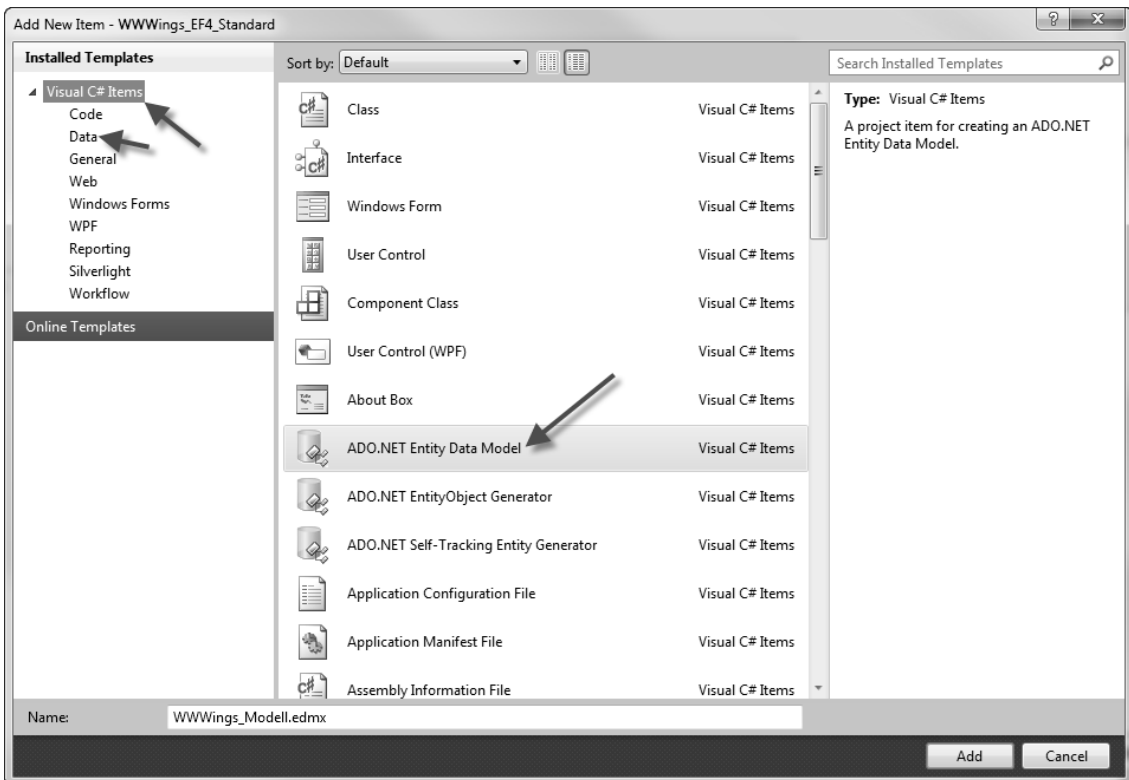 Add New Item - WWWings_EF4_Standard
Installed Templates
Visual C# Items
Code
Data
General
Web
Windows Forms
WPF
Reporting
Silverlight
Workflow
Online Templates
Sort by: Default
Search Installed Templates
Class Visual C# Items
Interface Visual C# Items
Windows Form Visual C# Items
User Control Visual C# Items
Component Class Visual C# Items
User Control (WPF) Visual C# Items
About Box Visual C# Items
ADO.NET Entity Data Model Visual C# Items
ADO.NET EntityObject Generator Visual C# Items
ADO.NET Self-Tracking Entity Generator Visual C# Items
Application Configuration File Visual C# Items
Application Manifest File Visual C# Items
Assembly Information File Visual C# Items
Type: Visual C# Items
A project item for creating an ADO.NET
Entity Data Model.
Name: WWWings_Modell.edmx
Add Cancel